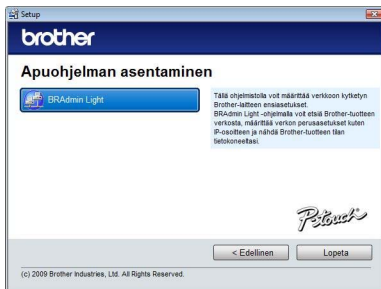 Setup
brother
Apuohjelman asentaminen
BRAdmin Light
Tällä ohjelmistolla voit määrittää verkkoon kytketyn
Brother-laitteen ensiasetukset.
BRAdmin Light -ohjelmalla voit etsiä Brother-tuotteen
verkosta, määrittää verkon perusasetukset kuten
IP-osoitteen ja nähdä Brother-tuotteen tilan
tietokoneeltasi.
P-touch
< Edellinen
Lopeta
(c) 2009 Brother Industries, Ltd. All Rights Reserved.